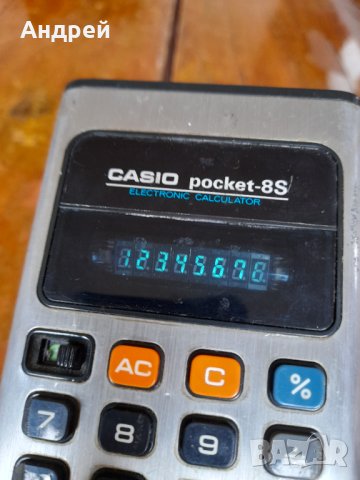 Андрей
CASIO pocket-8S
ELECTRONIC CALCULATOR
12345678
AC C %
7 8 9
BAZAR